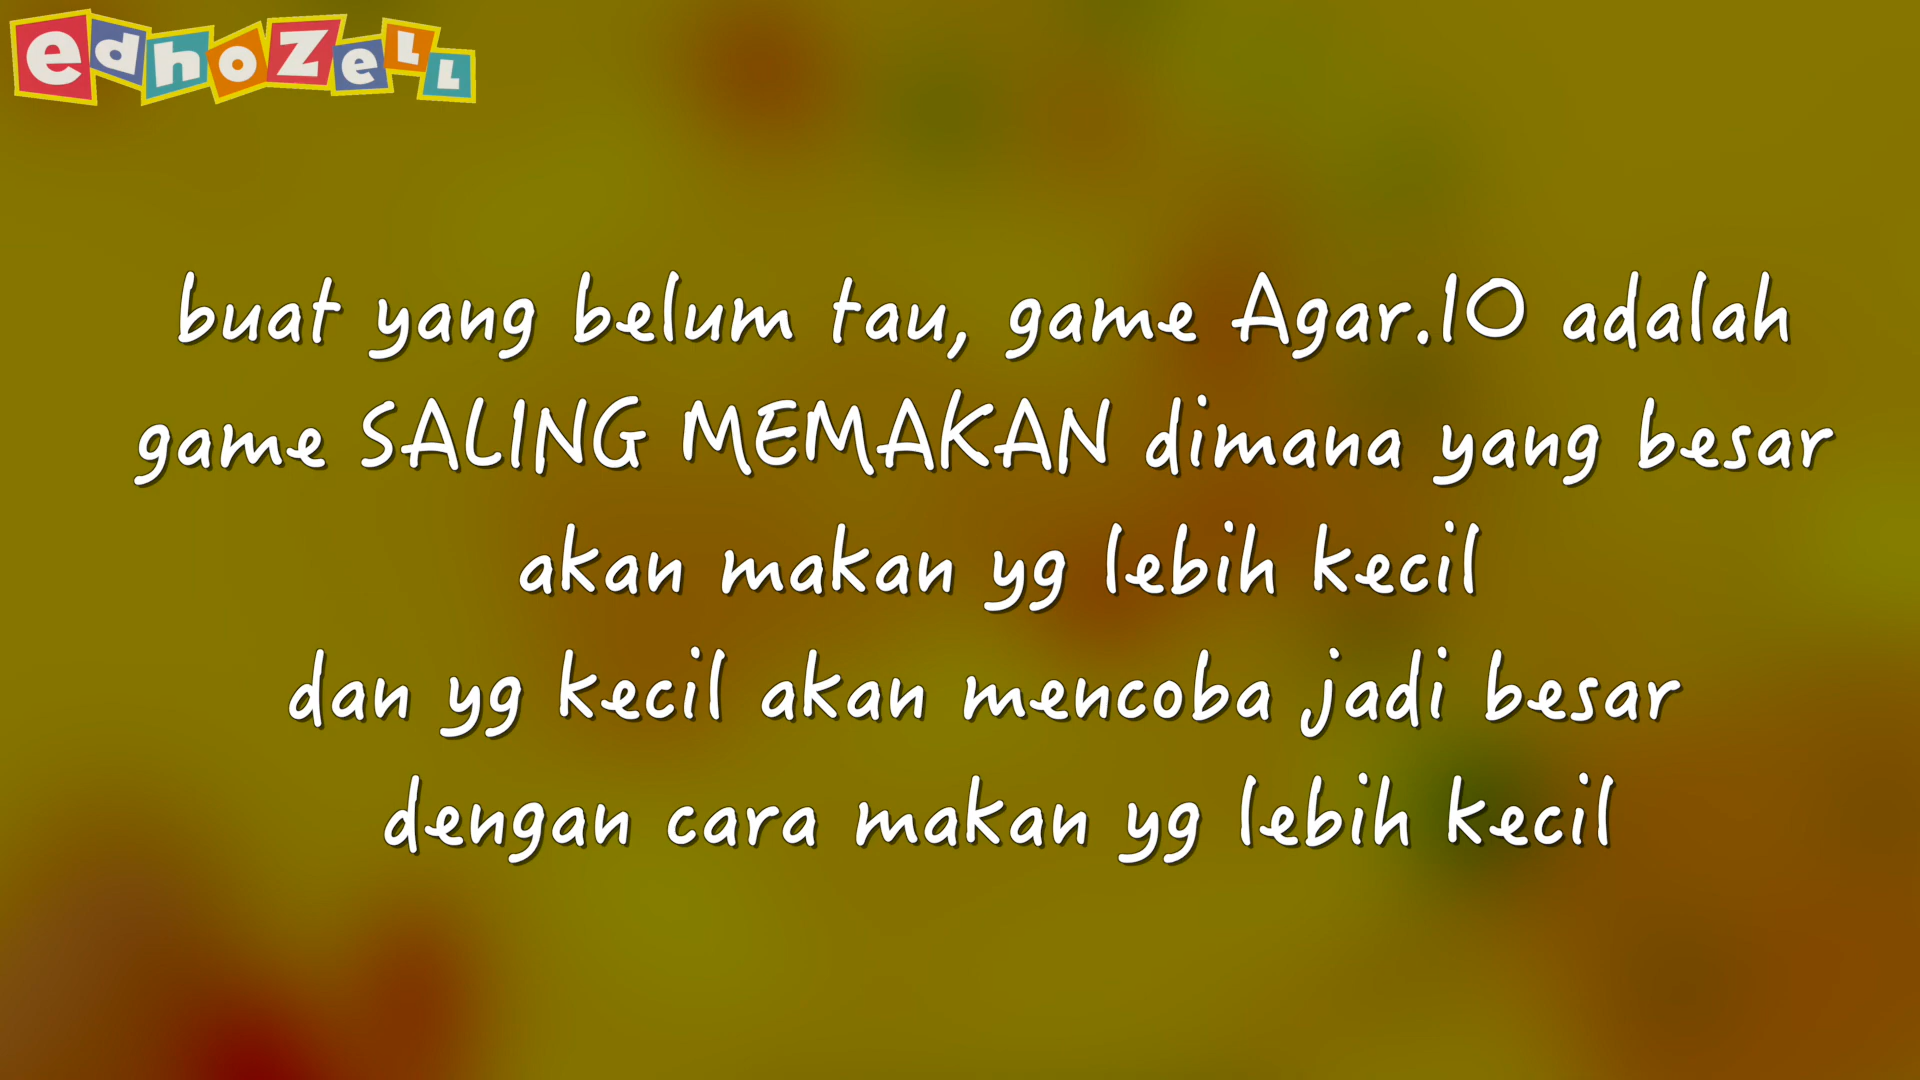 edhozell
buat yang belum tau, game Agar.IO adalah
game SALING MEMAKAN dimana yang besar
akan makan yg lebih kecil
dan yg kecil akan mencoba jadi besar
dengan cara makan yg lebih kecil